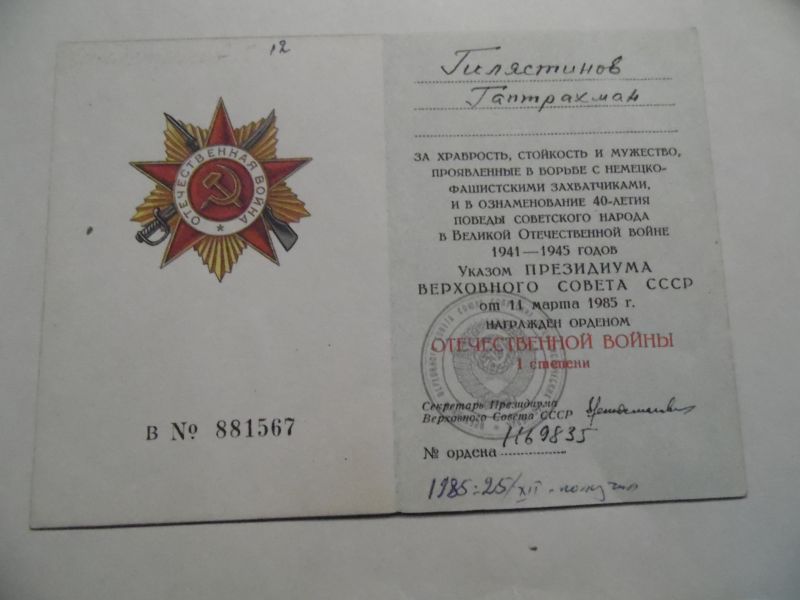 12
ОТЕЧЕСТВЕННАЯ ВОЙНА
В № 881567
Гилястинов
Гаптрахман
ЗА ХРАБРОСТЬ, СТОЙКОСТЬ И МУЖЕСТВО,
ПРОЯВЛЕННЫЕ В БОРЬБЕ С НЕМЕЦКО-
ФАШИСТСКИМИ ЗАХВАТЧИКАМИ,
И В ОЗНАМЕНОВАНИЕ 40-ЛЕТИЯ
ПОБЕДЫ СОВЕТСКОГО НАРОДА
В ВЕЛИКОЙ ОТЕЧЕСТВЕННОЙ ВОЙНЕ
1941—1945 ГОДОВ
УКАЗОМ ПРЕЗИДИУМА
ВЕРХОВНОГО СОВЕТА СССР
от 11 марта 1985 г.
НАГРАЖДЕН ОРДЕНОМ
ОТЕЧЕСТВЕННОЙ ВОЙНЫ
I степени
Секретарь Президиума
Верховного Совета СССР
№ ордена 1169835
1985-25/XII - получил